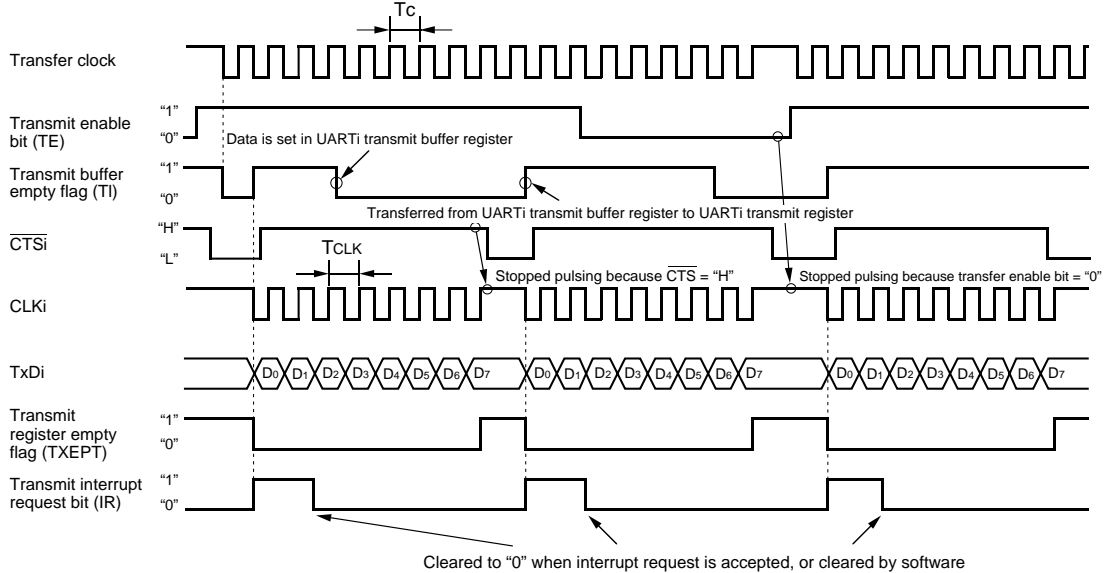 Tc
Transfer clock
Transmit enable
bit (TE)
“1”
“0”
Data is set in UARTi transmit buffer register
Transmit buffer
empty flag (TI)
“1”
“0”
Transferred from UARTi transmit buffer register to UARTi transmit register
CTSi
“H”
“L”
TCLK
Stopped pulsing because CTS = “H”
Stopped pulsing because transfer enable bit = “0”
CLKi
TxDi
D0 D1 D2 D3 D4 D5 D6 D7 D0 D1 D2 D3 D4 D5 D6 D7 D0 D1 D2 D3 D4 D5 D6 D7
Transmit
register empty
flag (TXEPT)
“1”
“0”
Transmit interrupt
request bit (IR)
“1”
“0”
Cleared to “0” when interrupt request is accepted, or cleared by software